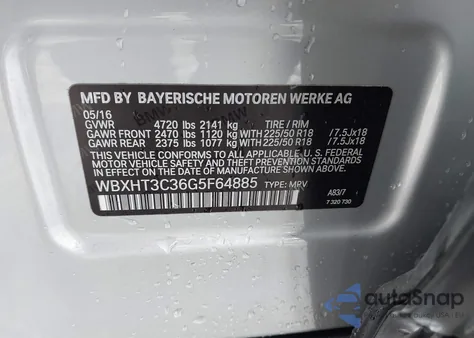 MFD BY BAYERISCHE MOTOREN WERKE AG
05/16
GVWR 4720 lbs 2141 kg TIRE / RIM
GAWR FRONT 2470 lbs 1120 kg WITH 225/50 R18 /7.5Jx18
GAWR REAR 2375 lbs 1077 kg WITH 225/50 R18 /7.5Jx18
THIS VEHICLE CONFORMS TO ALL APPLICABLE FEDERAL
MOTOR VEHICLE SAFETY STANDARDS
IN EFFECT ON THE DATE OF MANUFACTURE SHOWN ABOVE.
WBXHT3C36G5F64885 TYPE: MPV A83/7
7 320 730
autoSnap